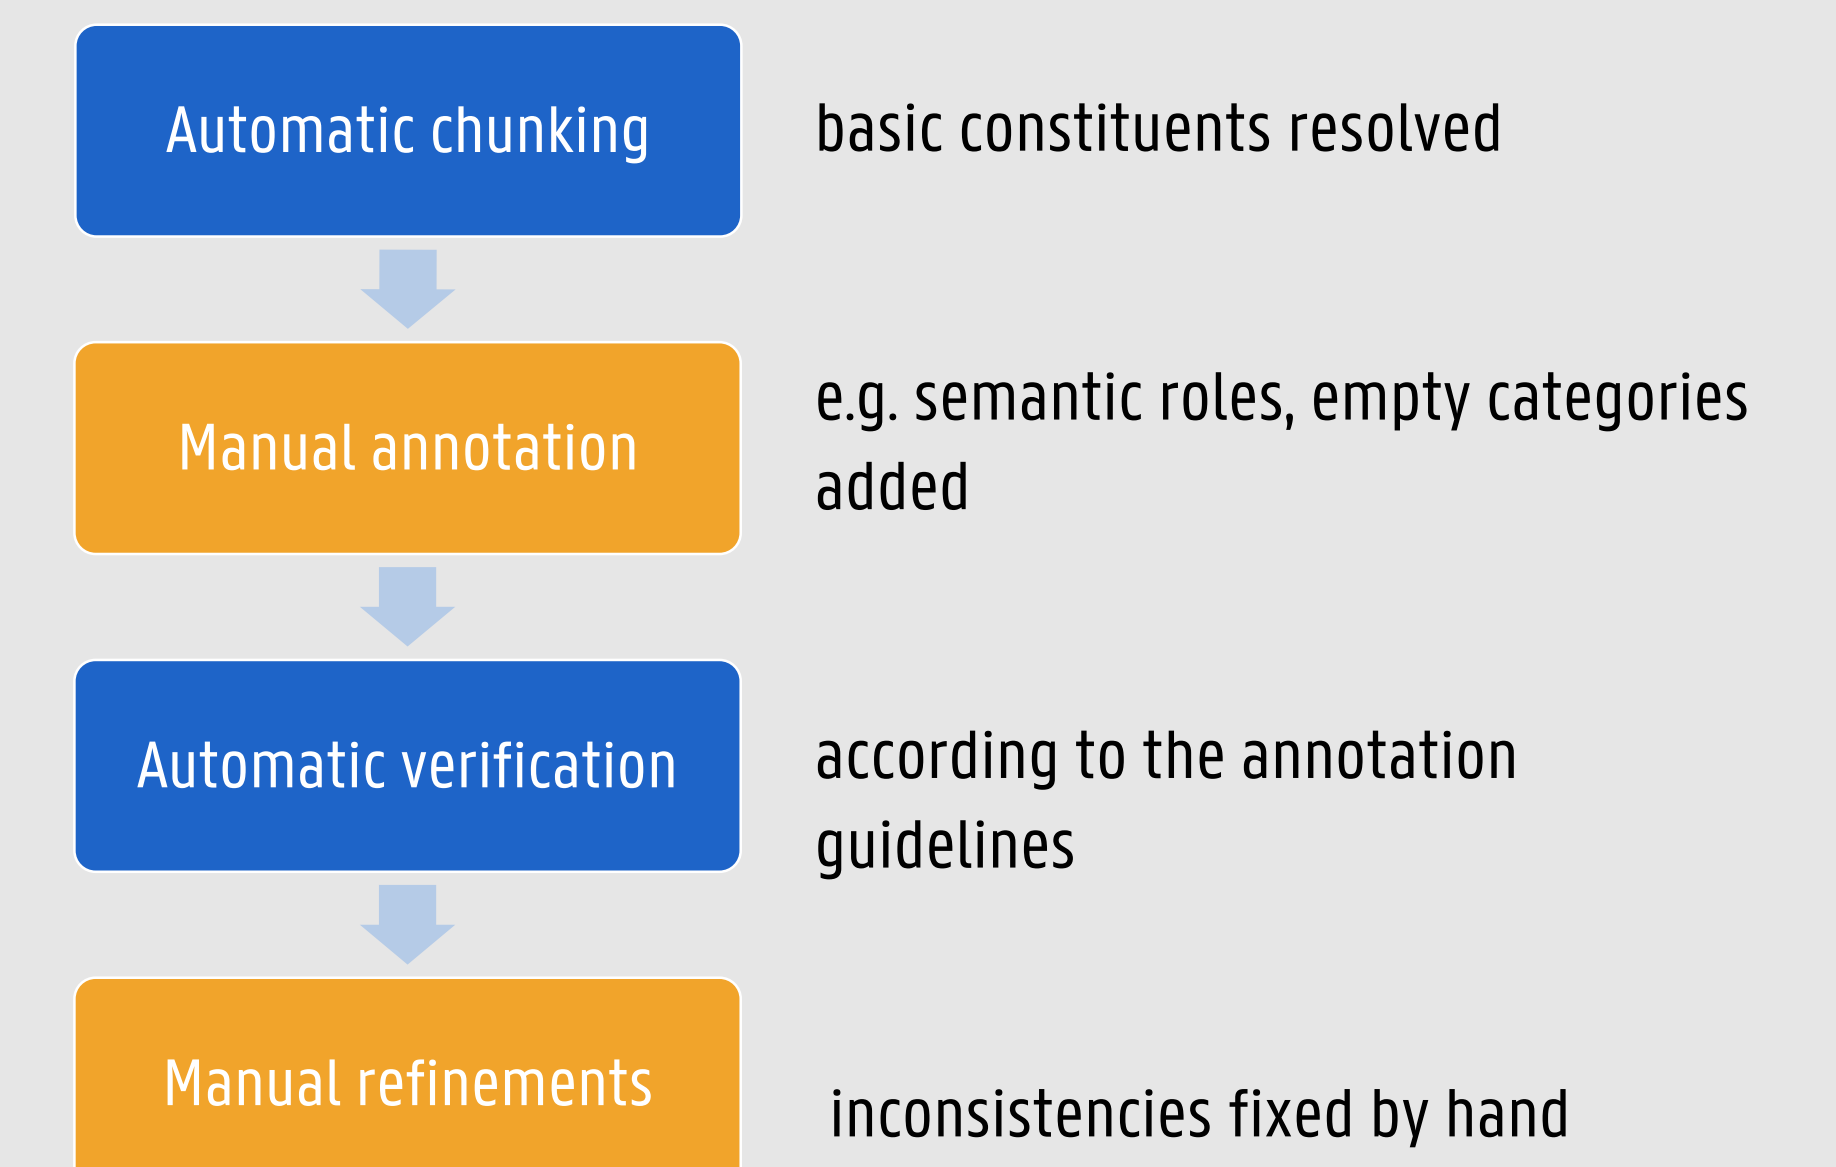 Automatic chunking
basic constituents resolved
Manual annotation
e.g. semantic roles, empty categories
added
Automatic verification
according to the annotation
guidelines
Manual refinements
inconsistencies fixed by hand